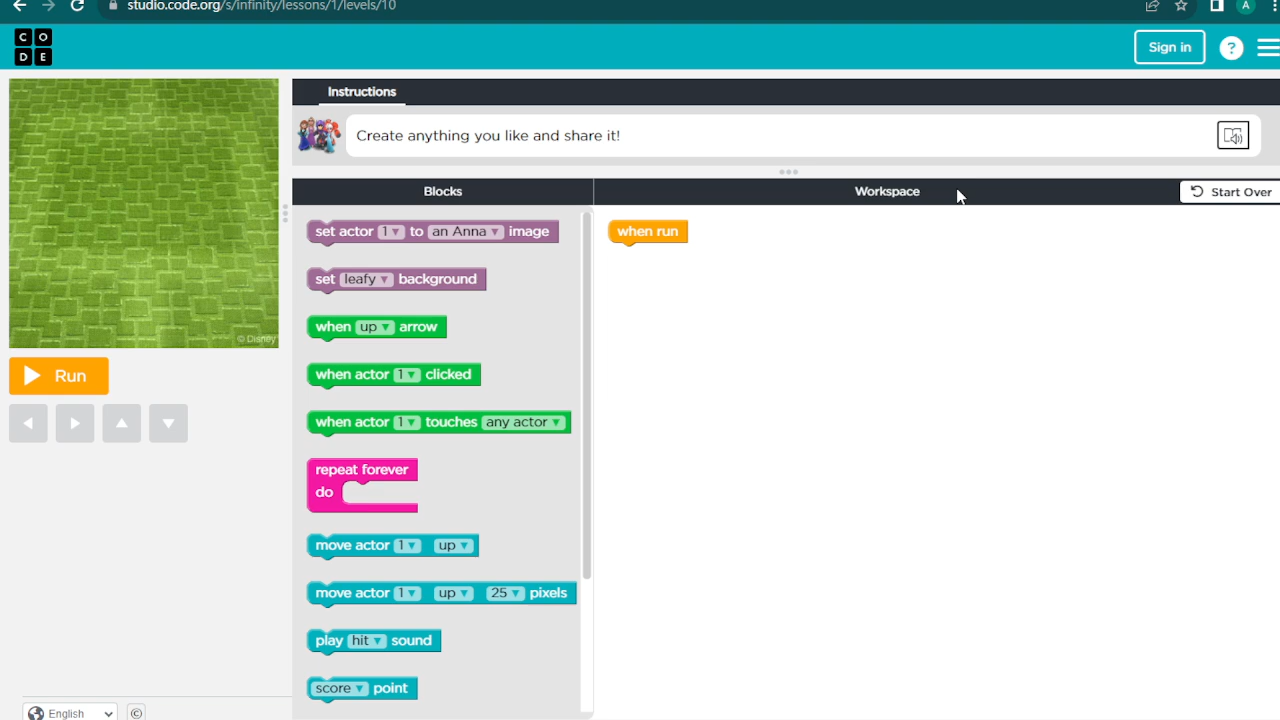 studio.code.org/s/infinity/lessons/1/levels/10
A
C O
D E
Sign in
?
Instructions
Create anything you like and share it!
Blocks
Workspace
Start Over
set actor 1 to an Anna image
when run
set leafy background
when up arrow
© Disney
Run
when actor 1 clicked
when actor 1 touches any actor
repeat forever
do
move actor 1 up
move actor 1 up 25 pixels
play hit sound
score point
English
©